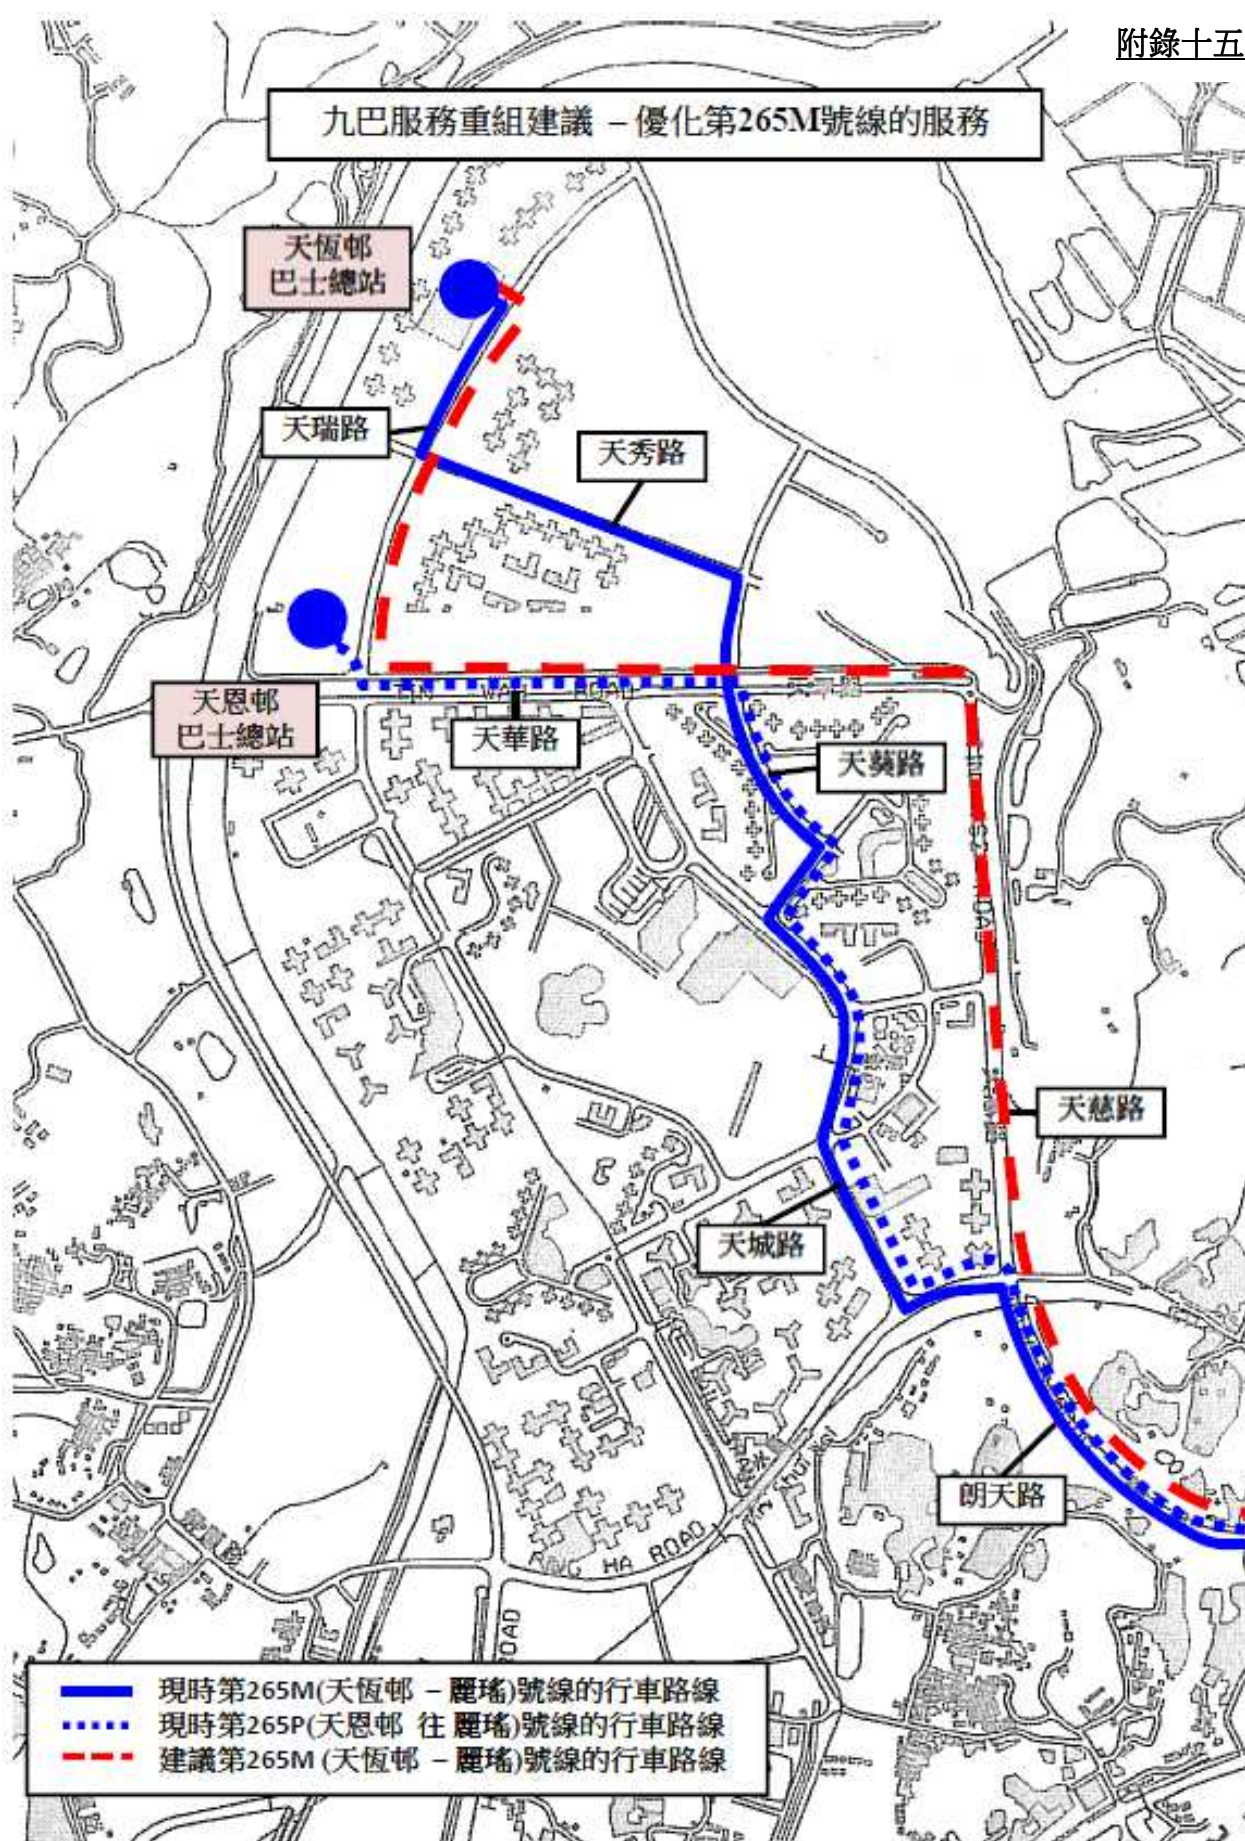 附錄十五
九巴服務重組建議 – 優化第265M號線的服務
天恆邨
巴士總站
天瑞路
天秀路
天恩邨
巴士總站
WAH ROAD
天華路
天葵路
天慈路
天城路
朗天路
HA ROAD
現時第265M(天恆邨 – 麗瑤)號線的行車路線
現時第265P(天恩邨 往 麗瑤)號線的行車路線
建議第265M (天恆邨 – 麗瑤)號線的行車路線